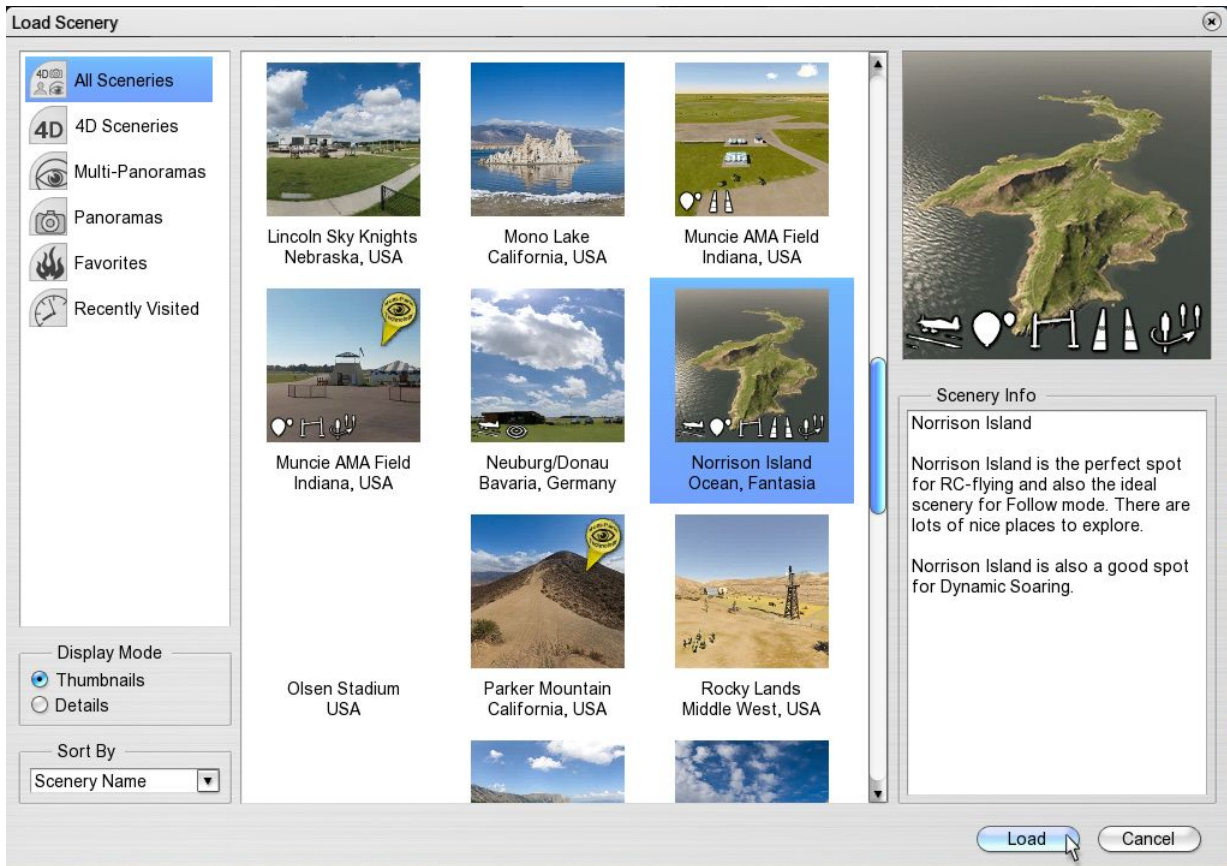 Load Scenery
All Sceneries
4D Sceneries
Multi-Panoramas
Panoramas
Favorites
Recently Visited
4D
4D
Display Mode
Thumbnails
Details
Sort By
Scenery Name
Lincoln Sky Knights
Nebraska, USA
Mono Lake
California, USA
Muncie AMA Field
Indiana, USA
Muncie AMA Field
Indiana, USA
Neuburg/Donau
Bavaria, Germany
Norrison Island
Ocean, Fantasia
Olsen Stadium
USA
Parker Mountain
California, USA
Rocky Lands
Middle West, USA
Scenery Info
Norrison Island
Norrison Island is the perfect spot
for RC-flying and also the ideal
scenery for Follow mode. There are
lots of nice places to explore.
Norrison Island is also a good spot
for Dynamic Soaring.
Load
Cancel